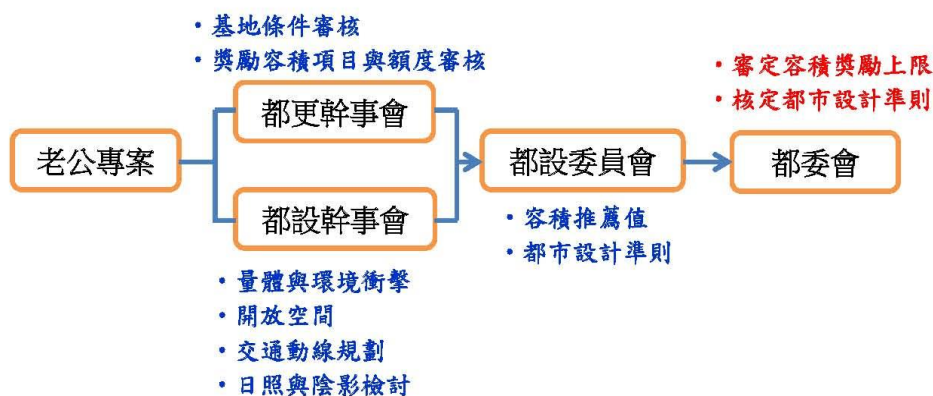 • 基地條件審核
• 獎勵容積項目與額度審核
都更幹事會
老公專案
都設幹事會
• 量體與環境衝擊
• 開放空間
• 交通動線規劃
• 日照與陰影檢討
都設委員會
• 容積推薦值
• 都市設計準則
• 審定容積獎勵上限
• 核定都市設計準則
都委會